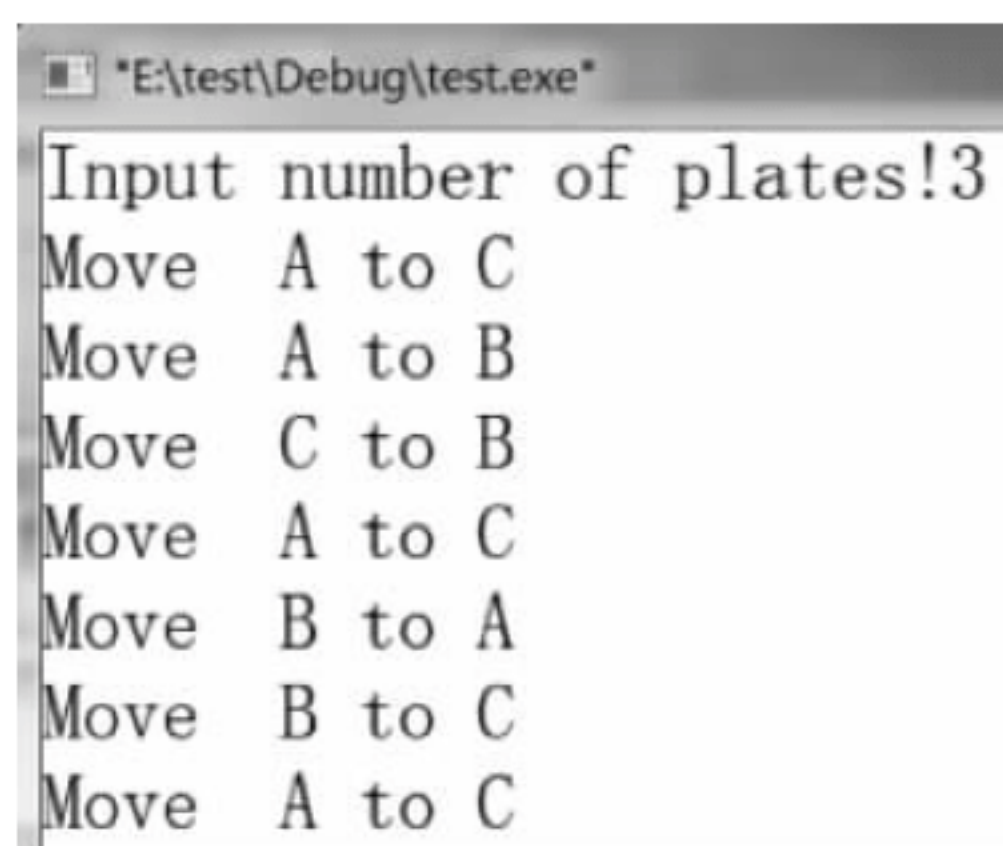 "E:\test\Debug\test.exe"
Input number of plates!3
Move  A to C
Move  A to B
Move  C to B
Move  A to C
Move  B to A
Move  B to C
Move  A to C